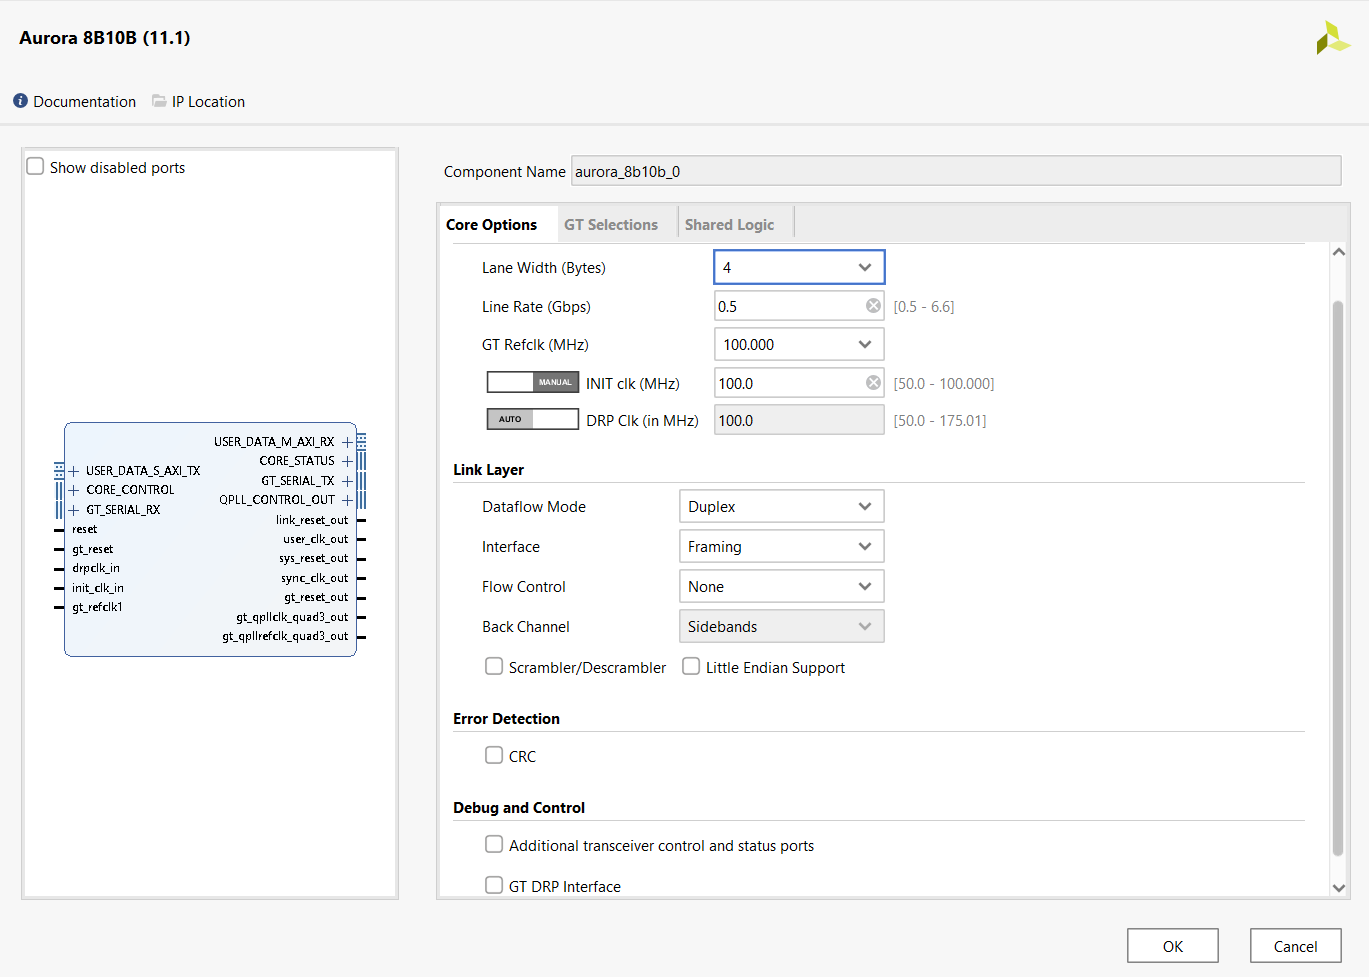 Aurora 8B10B (11.1)
Documentation IP Location
Show disabled ports
USER_DATA_S_AXI_TX
CORE_CONTROL
GT_SERIAL_RX
reset
gt_reset
drpclk_in
init_clk_in
gt_refclk1
USER_DATA_M_AXI_RX
CORE_STATUS
GT_SERIAL_TX
QPLL_CONTROL_OUT
link_reset_out
user_clk_out
sys_reset_out
sync_clk_out
gt_reset_out
gt_qpllclk_quad3_out
gt_qpllrefclk_quad3_out
Component Name aurora_8b10b_0
Core Options GT Selections Shared Logic
Lane Width (Bytes) 4
Line Rate (Gbps) 0.5 [0.5 - 6.6]
GT Refclk (MHz) 100.000
MANUAL INIT clk (MHz) 100.0 [50.0 - 100.000]
AUTO DRP Clk (in MHz) 100.0 [50.0 - 175.01]
Link Layer
Dataflow Mode Duplex
Interface Framing
Flow Control None
Back Channel Sidebands
Scrambler/Descrambler Little Endian Support
Error Detection
CRC
Debug and Control
Additional transceiver control and status ports
GT DRP Interface
OK Cancel